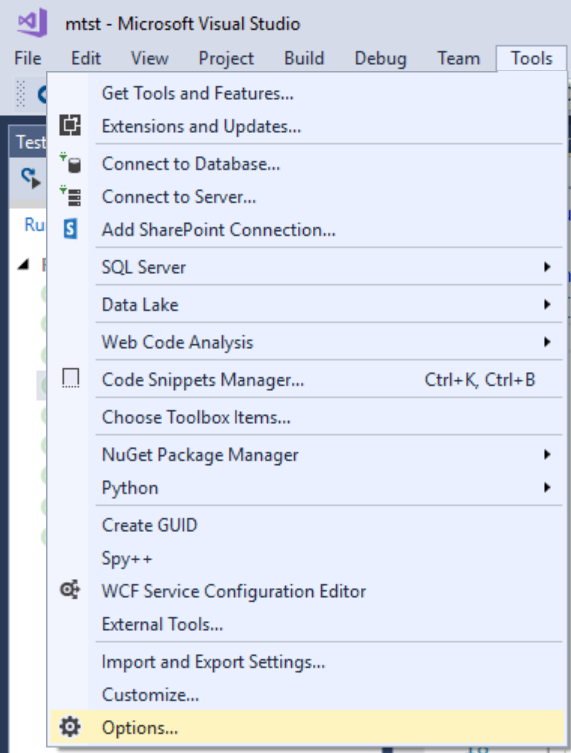 mtst - Microsoft Visual Studio
File Edit View Project Build Debug Team Tools
Get Tools and Features...
Extensions and Updates...
Test
Connect to Database...
Connect to Server...
Ru
Add SharePoint Connection...
SQL Server
Data Lake
Web Code Analysis
Code Snippets Manager... Ctrl+K, Ctrl+B
Choose Toolbox Items...
NuGet Package Manager
Python
Create GUID
Spy++
WCF Service Configuration Editor
External Tools...
Import and Export Settings...
Customize...
Options...